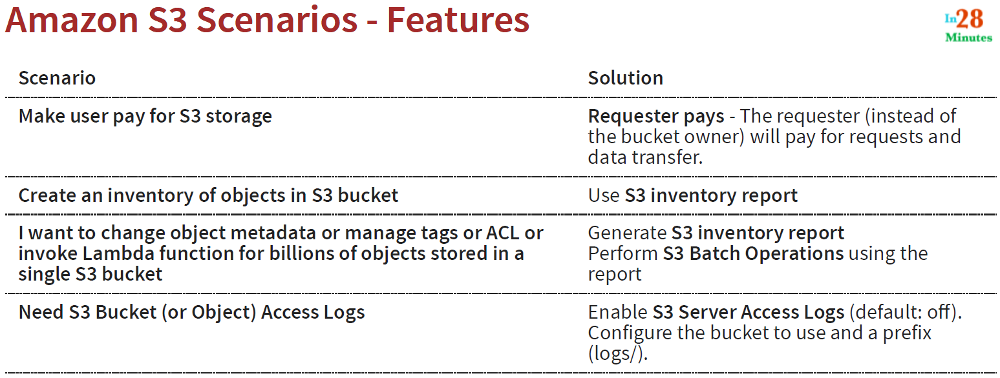 Amazon S3 Scenarios - Features
In28
Minutes
Scenario
Solution
Make user pay for S3 storage
Requester pays - The requester (instead of
the bucket owner) will pay for requests and
data transfer.
Create an inventory of objects in S3 bucket
Use S3 inventory report
I want to change object metadata or manage tags or ACL or
invoke Lambda function for billions of objects stored in a
single S3 bucket
Generate S3 inventory report
Perform S3 Batch Operations using the
report
Need S3 Bucket (or Object) Access Logs
Enable S3 Server Access Logs (default: off).
Configure the bucket to use and a prefix
(logs/).